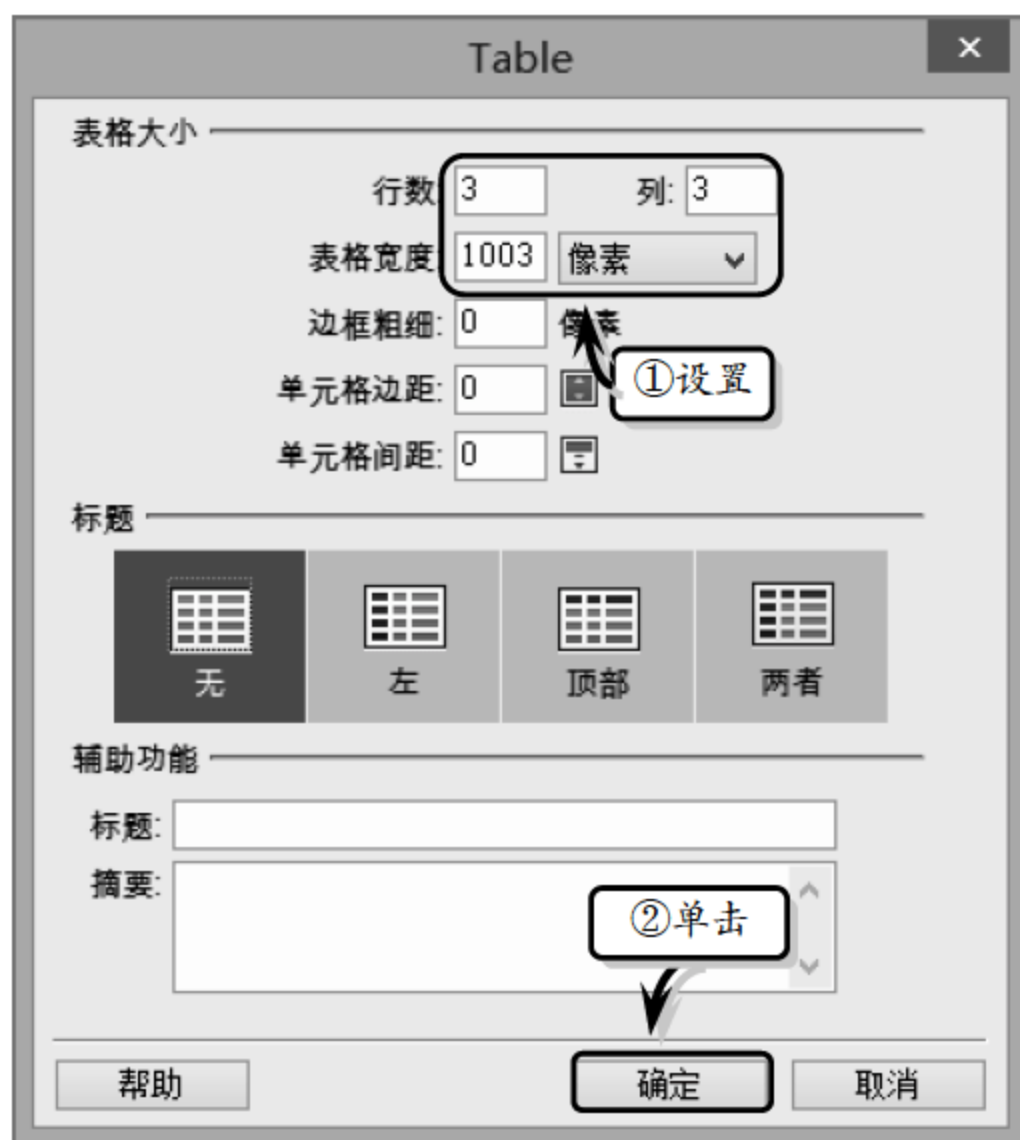 Table
表格大小
行数: 3 列: 3
表格宽度: 1003 像素
边框粗细: 0 像素
①设置
单元格边距: 0
单元格间距: 0
标题
无 左 顶部 两者
辅助功能
标题:
摘要:
②单击
帮助 确定 取消